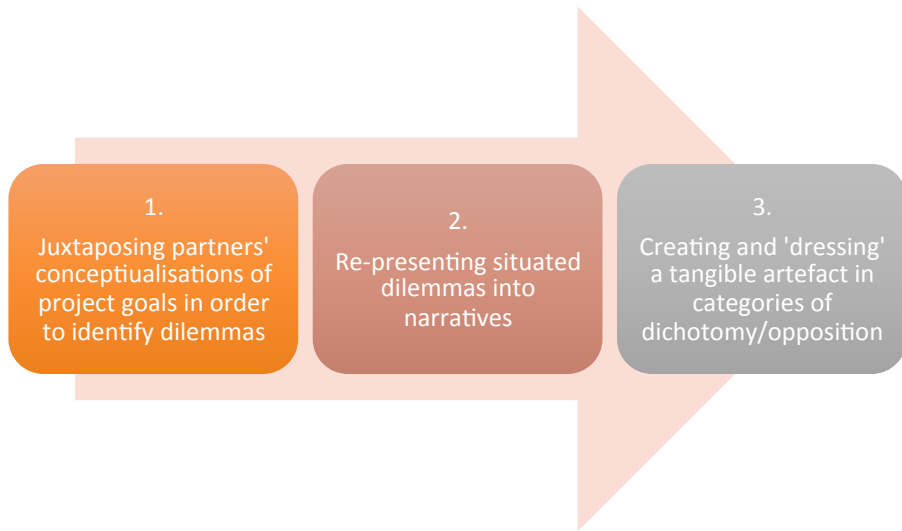 1.
Juxtaposing partners'
conceptiualisations of
project goals in order
to identify dilemmas
2.
Re-presenting situated
dilemmas into
narratives
3.
Creating and 'dressing'
a tangible artefact in
categories of
dichotomy/opposition